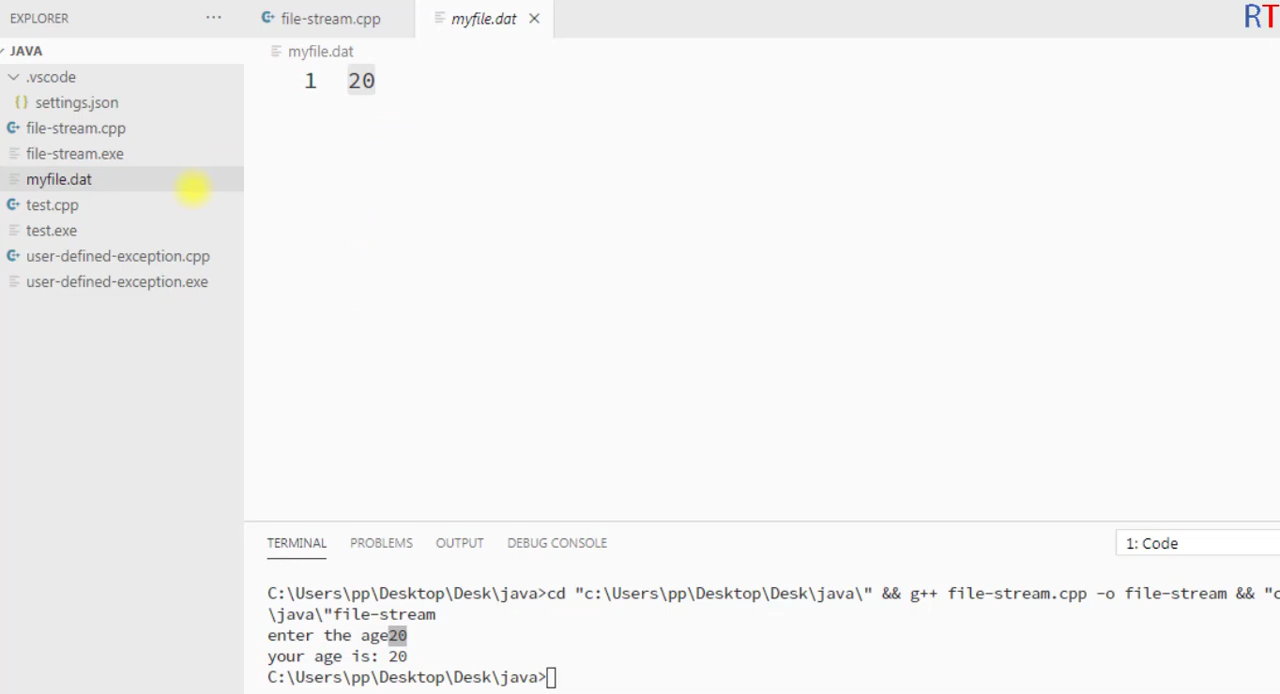 EXPLORER ···
file-stream.cpp
myfile.dat
RT
JAVA
myfile.dat
.vscode
1 20
{} settings.json
file-stream.cpp
file-stream.exe
myfile.dat
test.cpp
test.exe
user-defined-exception.cpp
user-defined-exception.exe
TERMINAL PROBLEMS OUTPUT DEBUG CONSOLE 1: Code
C:\Users\pp\Desktop\Desk\java>cd "c:\Users\pp\Desktop\Desk\java\" && g++ file-stream.cpp -o file-stream && "c
\java\"file-stream
enter the age20
your age is: 20
C:\Users\pp\Desktop\Desk\java>